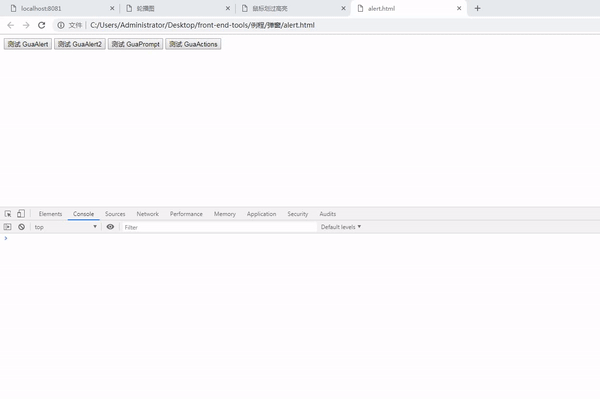 localhost:8081 轮播图 鼠标划过高亮 alert.html
文件 C:/Users/Administrator/Desktop/front-end-tools/例程/弹窗/alert.html
测试 GuaAlert 测试 GuaAlert2 测试 GuaPrompt 测试 GuaActions
Elements Console Sources Network Performance Memory Application Security Audits
top Filter Default levels